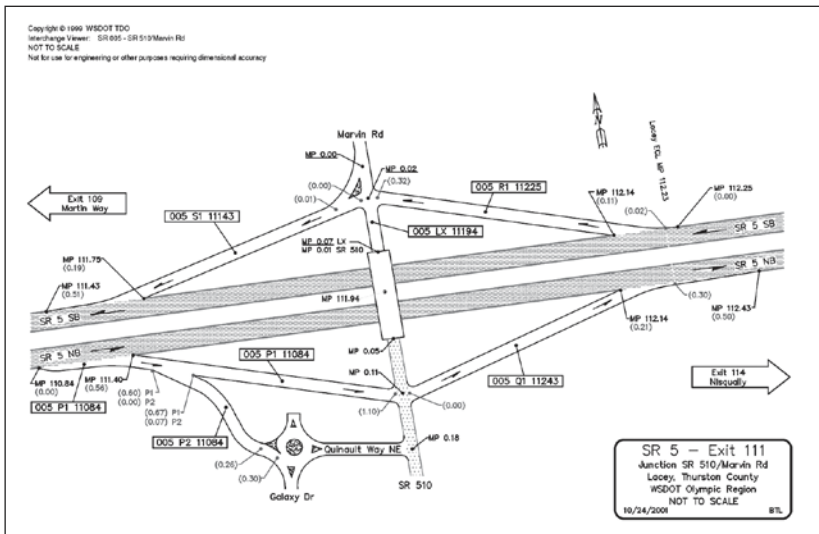 Copyright © 1999 WSDOT TDO
Interchange Viewer: SR 005 - SR 510/Marvin Rd
NOT TO SCALE
Not for use for engineering or other purposes requiring dimensional accuracy
Marvin Rd
MP 0.00
MP 0.02
(0.00)
(0.32)
(0.01)
Lacey ECL MP 112.23
Exit 109
Martin Way
005 S1 11143
005 R1 11225
MP 112.14
(0.11)
(0.02)
MP 112.25
(0.00)
005 LX 11194
MP 0.07 LX
MP 0.01 SR 510
SR 5 SB
MP 111.75
(0.19)
MP 111.43
(0.51)
MP 111.94
SR 5 NB
SR 5 SB
(0.30)
MP 112.43
(0.50)
MP 112.14
(0.21)
SR 5 NB
MP 0.05
MP 110.84
(0.00)
MP 111.40
(0.56)
005 P1 11084
005 P1 11084
(0.60) P1
(0.00) P2
(0.67) P1
(0.07) P2
MP 0.11
(1.10)
(0.00)
005 Q1 11243
Exit 114
Nisqually
005 P2 11084
(0.26)
(0.30)
Quinault Way NE
MP 0.18
Galaxy Dr
SR 510
SR 5 - Exit 111
Junction SR 510/Marvin Rd
Lacey, Thurston County
WSDOT Olympic Region
NOT TO SCALE
10/24/2001 BTL